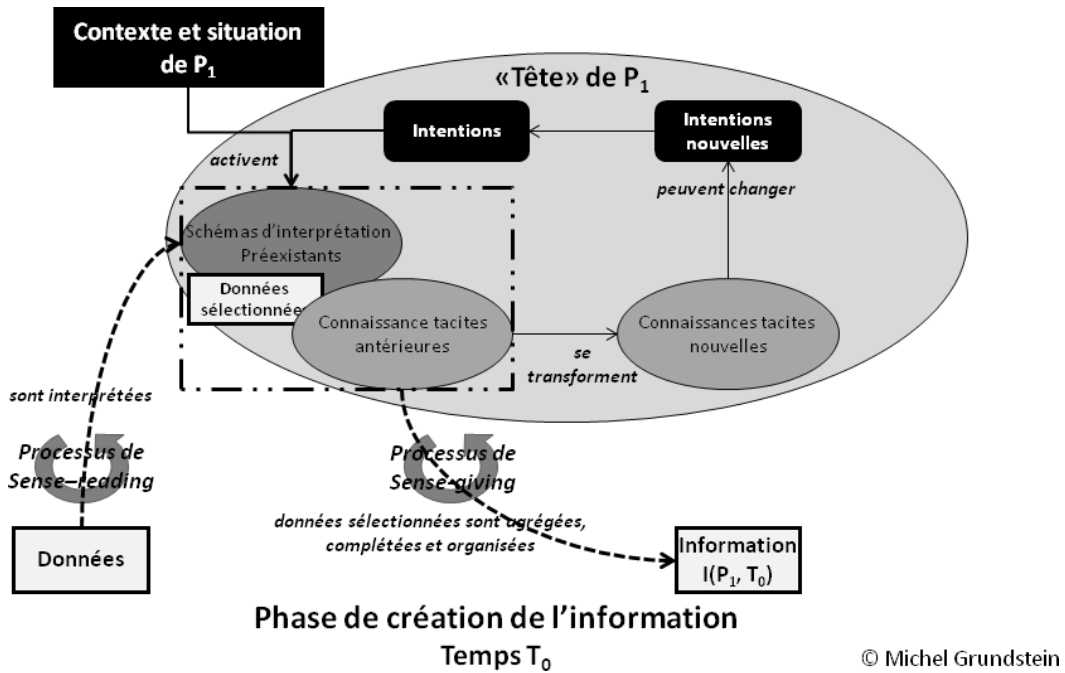 Contexte et situation
de P₁
«Tête» de P₁
Intentions
Intentions
nouvelles
activent
peuvent changer
Schémas d'interprétation
Préexistants
Données
sélectionnées
Connaissance tacites
antérieures
Connaissances tacites
nouvelles
se
transforment
sont interprétées
Processus de
Sense–reading
Processus de
Sense-giving
données sélectionnées sont agrégées,
complétées et organisées
Données
Information
I(P₁, T₀)
Phase de création de l'information
Temps T₀
© Michel Grundstein